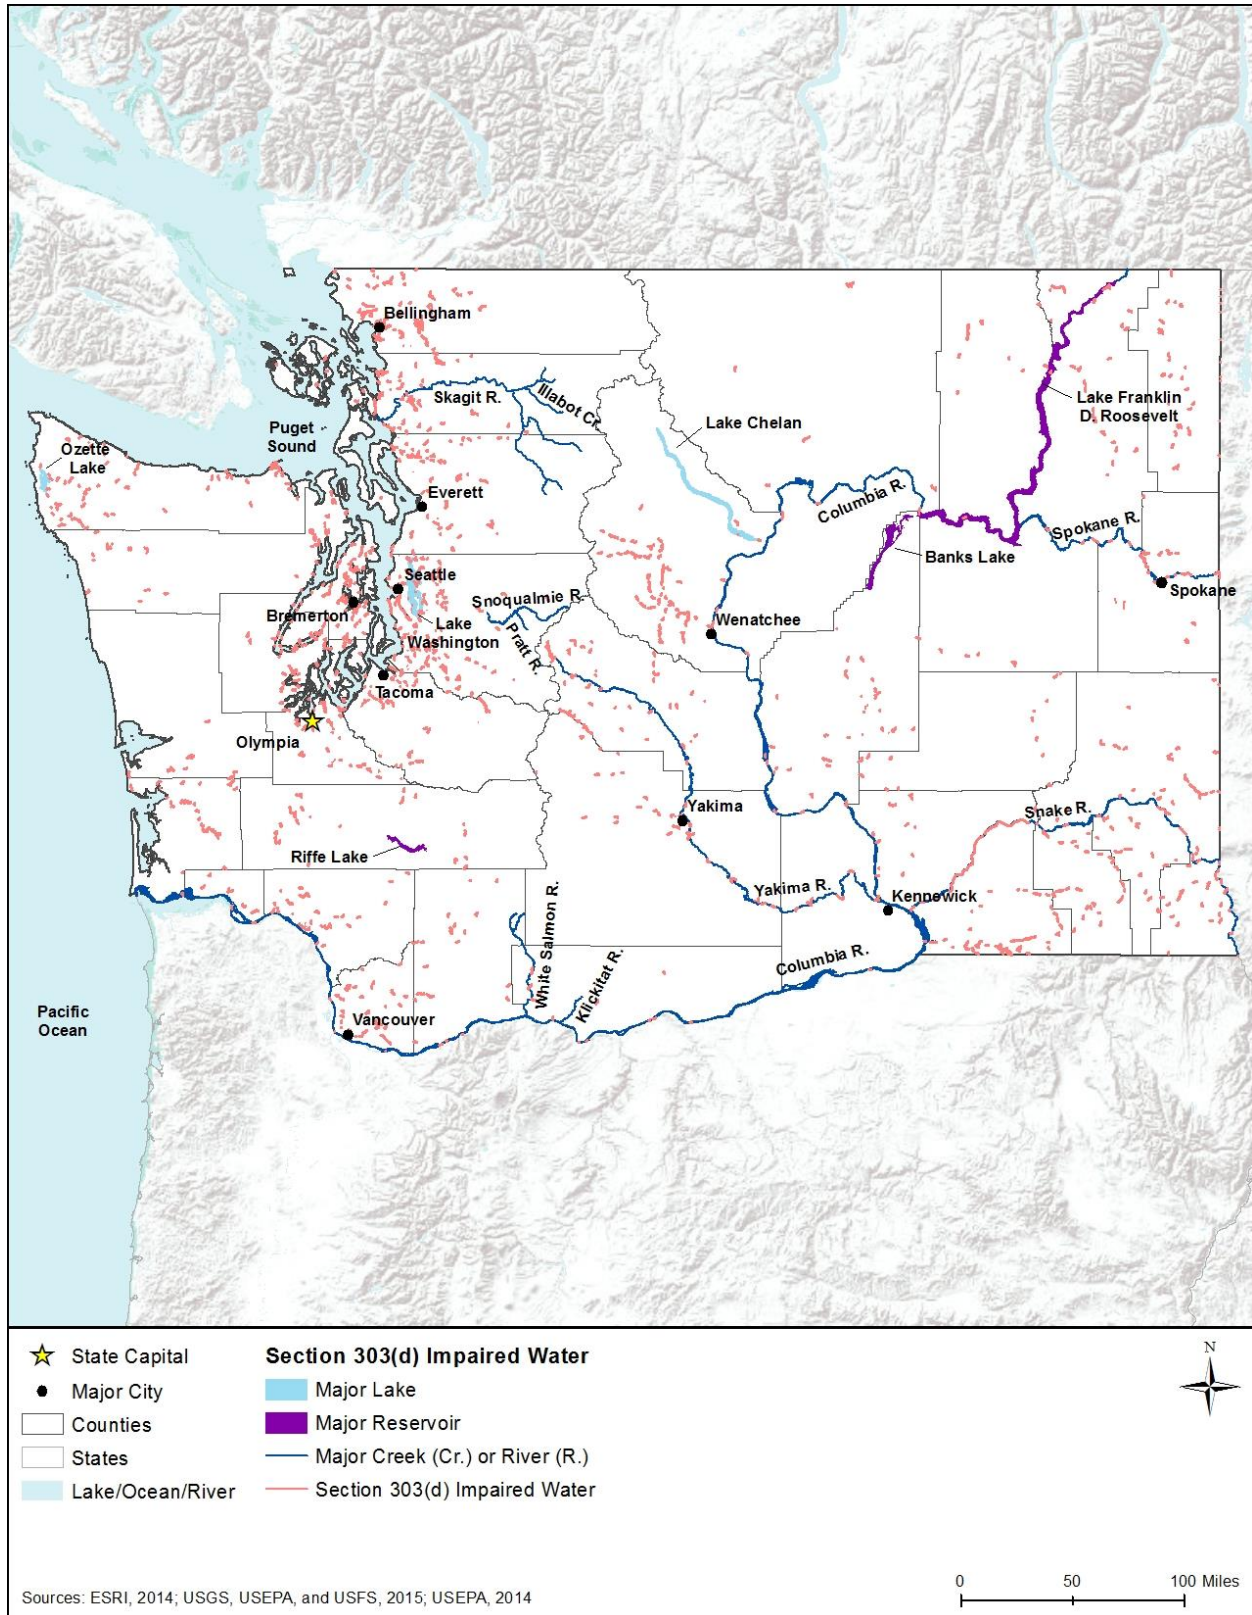 Bellingham
Skagit R.
Illabot Cr.
Lake Franklin
D. Roosevelt
Lake Chelan
Puget
Sound
Ozette
Lake
Everett
Columbia R.
Spokane R.
Banks Lake
Seattle
Spokane
Snoqualmie R.
Bremerton
Lake
Washington
Wenatchee
Pratt R.
Tacoma
Olympia
Yakima
Snake R.
Riffe Lake
Yakima R.
Kennewick
White Salmon R.
Klickitat R.
Columbia R.
Pacific
Ocean
Vancouver
State Capital
Major City
Counties
States
Lake/Ocean/River
Section 303(d) Impaired Water
Major Lake
Major Reservoir
Major Creek (Cr.) or River (R.)
Section 303(d) Impaired Water
N
0 50 100 Miles
Sources: ESRI, 2014; USGS, USEPA, and USFS, 2015; USEPA, 2014